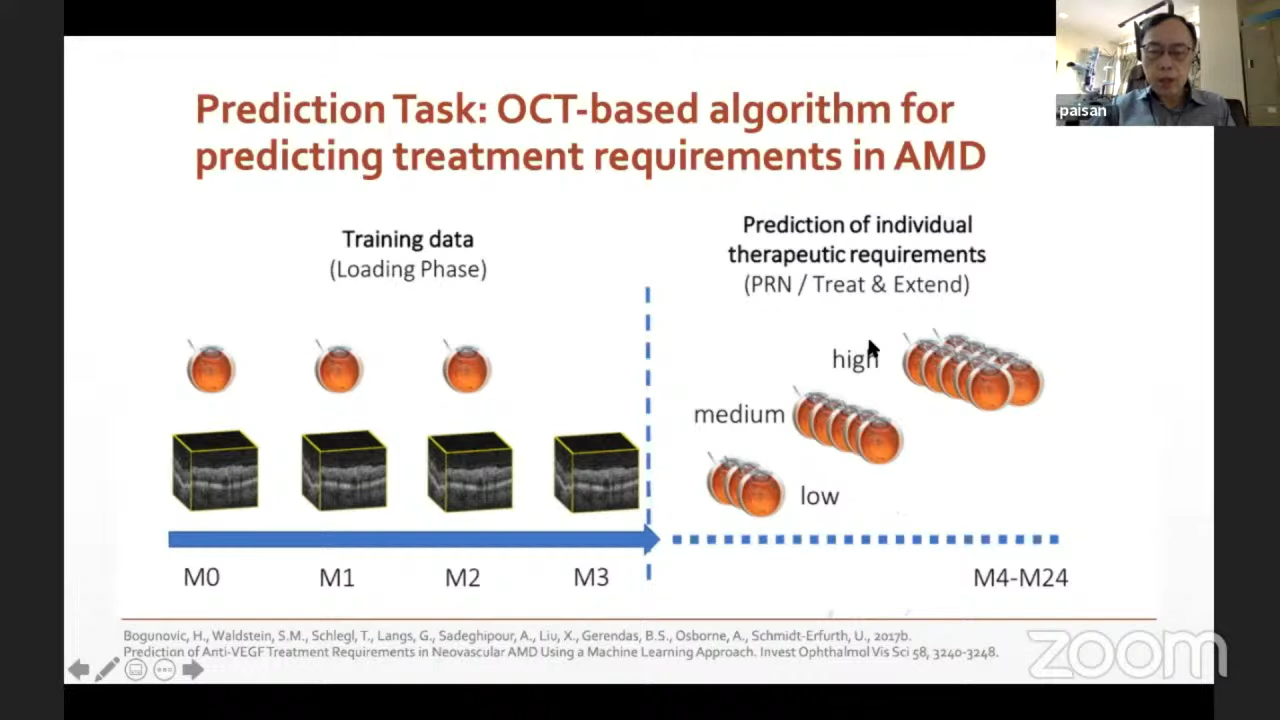 paisan
Prediction Task: OCT-based algorithm for
predicting treatment requirements in AMD
Training data
(Loading Phase)
Prediction of individual
therapeutic requirements
(PRN / Treat & Extend)
high
medium
low
M0 M1 M2 M3 M4-M24
Bogunovic, H., Waldstein, S.M., Schlegl, T., Langs, G., Sadeghipour, A., Liu, X., Gerendas, B.S., Osborne, A., Schmidt-Erfurth, U., 2017b.
Prediction of Anti-VEGF Treatment Requirements in Neovascular AMD Using a Machine Learning Approach. Invest Ophthalmol Vis Sci 58, 3240-3248.
zoom